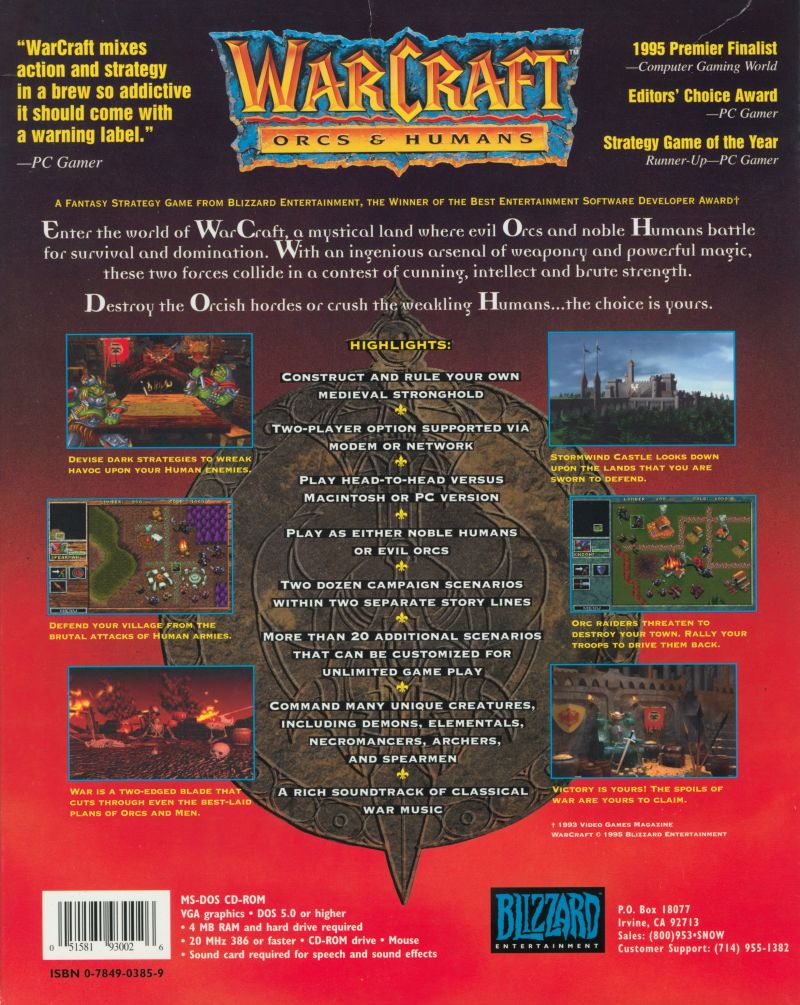 "WarCraft mixes
action and strategy
in a brew so addictive
it should come with
a warning label."
—PC Gamer
WARCRAFT™
ORCS & HUMANS
1995 Premier Finalist
—Computer Gaming World
Editors' Choice Award
—PC Gamer
Strategy Game of the Year
Runner-Up—PC Gamer
A Fantasy Strategy Game from Blizzard Entertainment, the Winner of the Best Entertainment Software Developer Award†
Enter the world of WarCraft, a mystical land where evil Orcs and noble Humans battle
for survival and domination. With an ingenious arsenal of weaponry and powerful magic,
these two forces collide in a contest of cunning, intellect and brute strength.
Destroy the Orcish hordes or crush the weakling Humans...the choice is yours.
HIGHLIGHTS:
Construct and rule your own
medieval stronghold
Two-player option supported via
modem or network
Play head-to-head versus
Macintosh or PC version
Play as either noble humans
or evil orcs
Two dozen campaign scenarios
within two separate story lines
More than 20 additional scenarios
that can be customized for
unlimited game play
Command many unique creatures,
including demons, elementals,
necromancers, archers,
and spearmen
A rich soundtrack of classical
war music
Devise dark strategies to wreak
havoc upon your Human enemies.
MENU
Defend your village from the
brutal attacks of Human armies.
War is a two-edged blade that
cuts through even the best-laid
plans of Orcs and Men.
Stormwind Castle looks down
upon the lands that you are
sworn to defend.
KNIGHT
MENU
Orc raiders threaten to
destroy your town. Rally your
troops to drive them back.
Victory is yours! The spoils of
war are yours to claim.
† 1993 Video Games Magazine
WarCraft © 1995 Blizzard Entertainment
0 51581 93002 6
ISBN 0-7849-0385-9
MS-DOS CD-ROM
VGA graphics • DOS 5.0 or higher
• 4 MB RAM and hard drive required
• 20 MHz 386 or faster • CD-ROM drive • Mouse
• Sound card required for speech and sound effects
BLIZZARD
ENTERTAINMENT
P.O. Box 18077
Irvine, CA 92713
Sales: (800)953•SNOW
Customer Support: (714) 955-1382